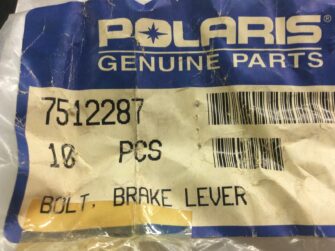 POLARIS
GENUINE PARTS
7512287
10 PCS
BOLT, BRAKE LEVER